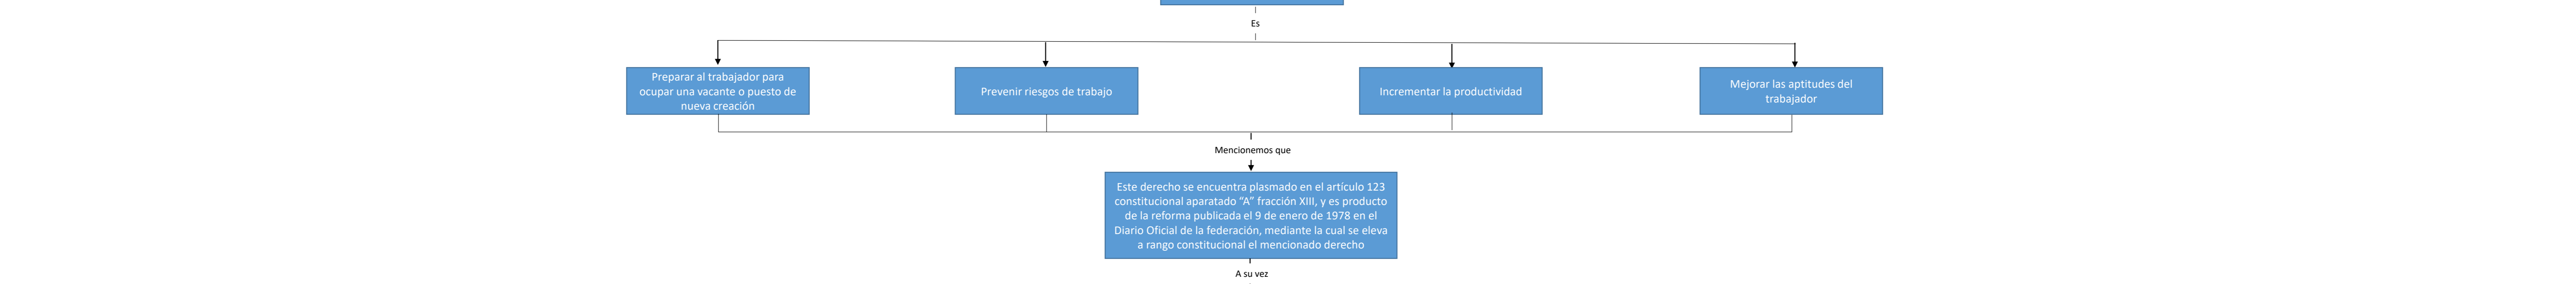 Es
Preparar al trabajador para
ocupar una vacante o puesto de
nueva creación
Prevenir riesgos de trabajo
Incrementar la productividad
Mejorar las aptitudes del
trabajador
Mencionemos que
Este derecho se encuentra plasmado en el artículo 123
constitucional aparatado “A” fracción XIII, y es producto
de la reforma publicada el 9 de enero de 1978 en el
Diario Oficial de la federación, mediante la cual se eleva
a rango constitucional el mencionado derecho
A su vez